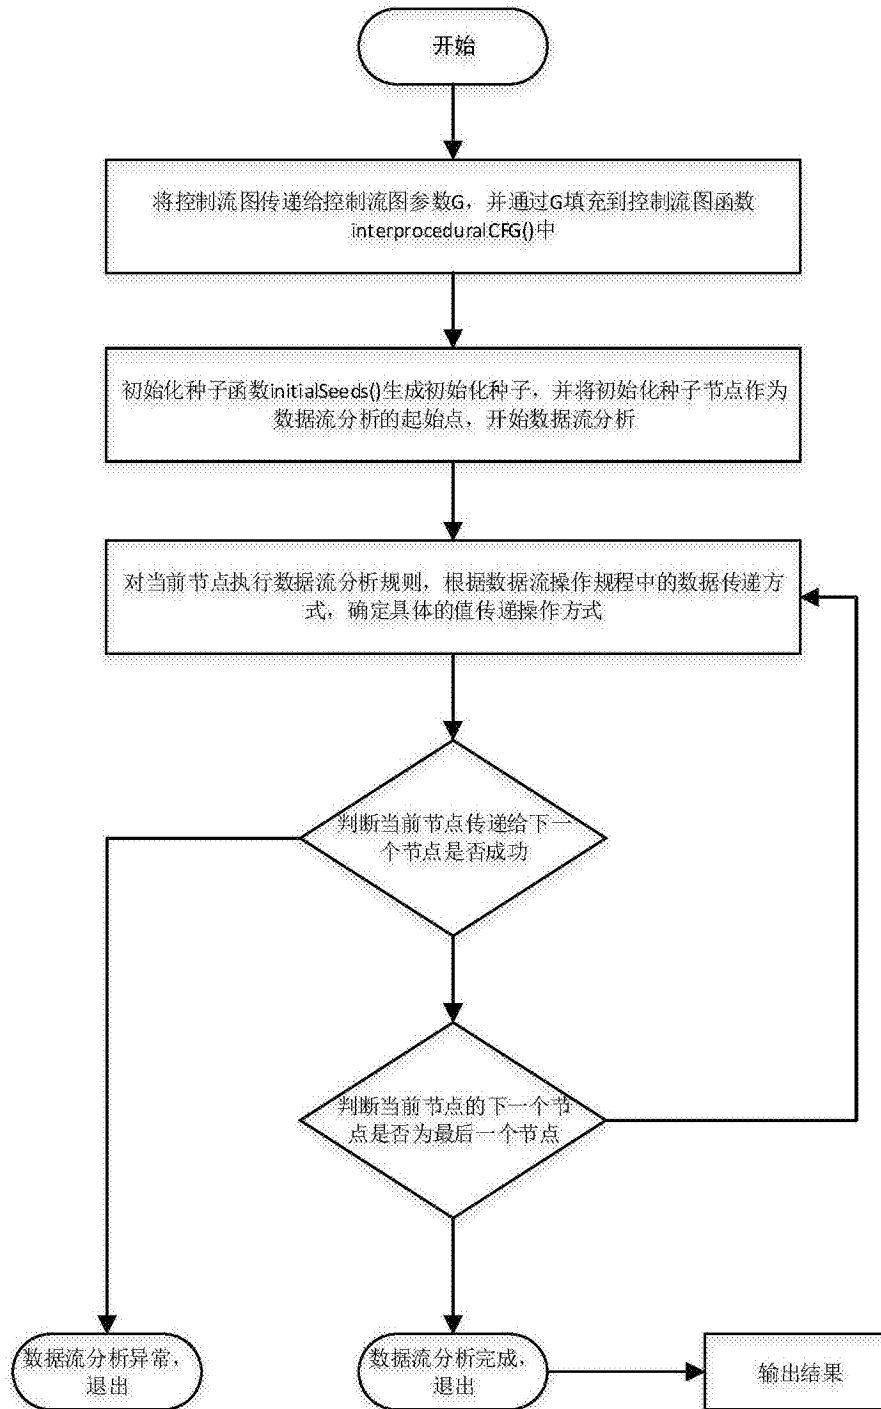 开始
将控制流图传递给控制流图参数G，并通过G填充到控制流图函数
interproceduralCFG()中
初始化种子函数initialSeeds()生成初始化种子，并将初始化种子节点作为
数据流分析的起始点，开始数据流分析
对当前节点执行数据流分析规则，根据数据流操作规程中的数据传递方
式，确定具体的值传递操作方式
判断当前节点传递给下一
个节点是否成功
判断当前节点的下一个节
点是否为最后一个节点
数据流分析异常，
退出
数据流分析完成，
退出
输出结果